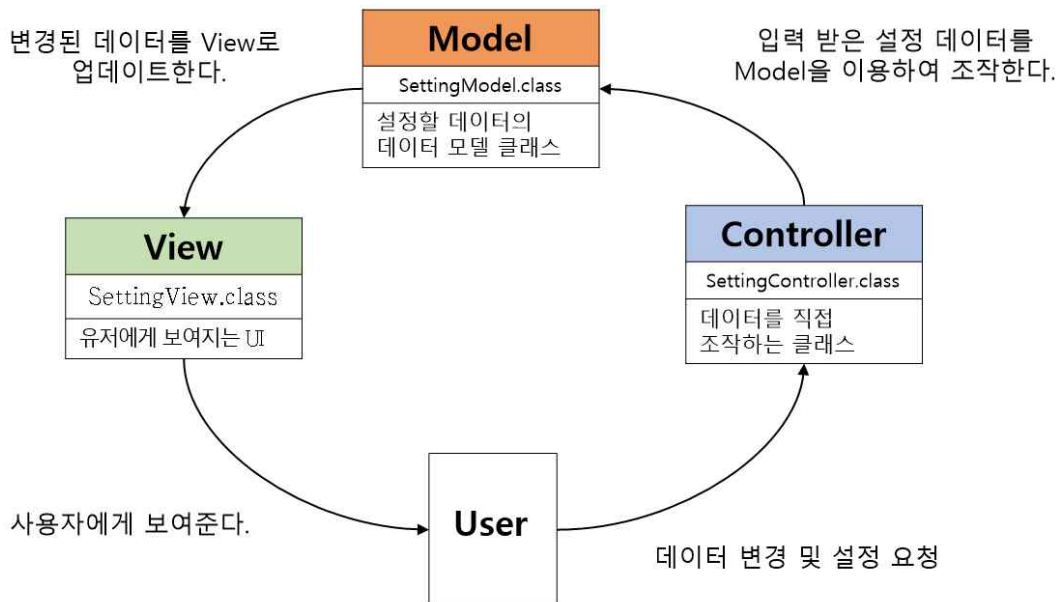 변경된 데이터를 View로
업데이트한다.
Model
SettingModel.class
설정할 데이터의
데이터 모델 클래스
입력 받은 설정 데이터를
Model을 이용하여 조작한다.
View
SettingView.class
유저에게 보여지는 UI
Controller
SettingController.class
데이터를 직접
조작하는 클래스
사용자에게 보여준다.
User
데이터 변경 및 설정 요청